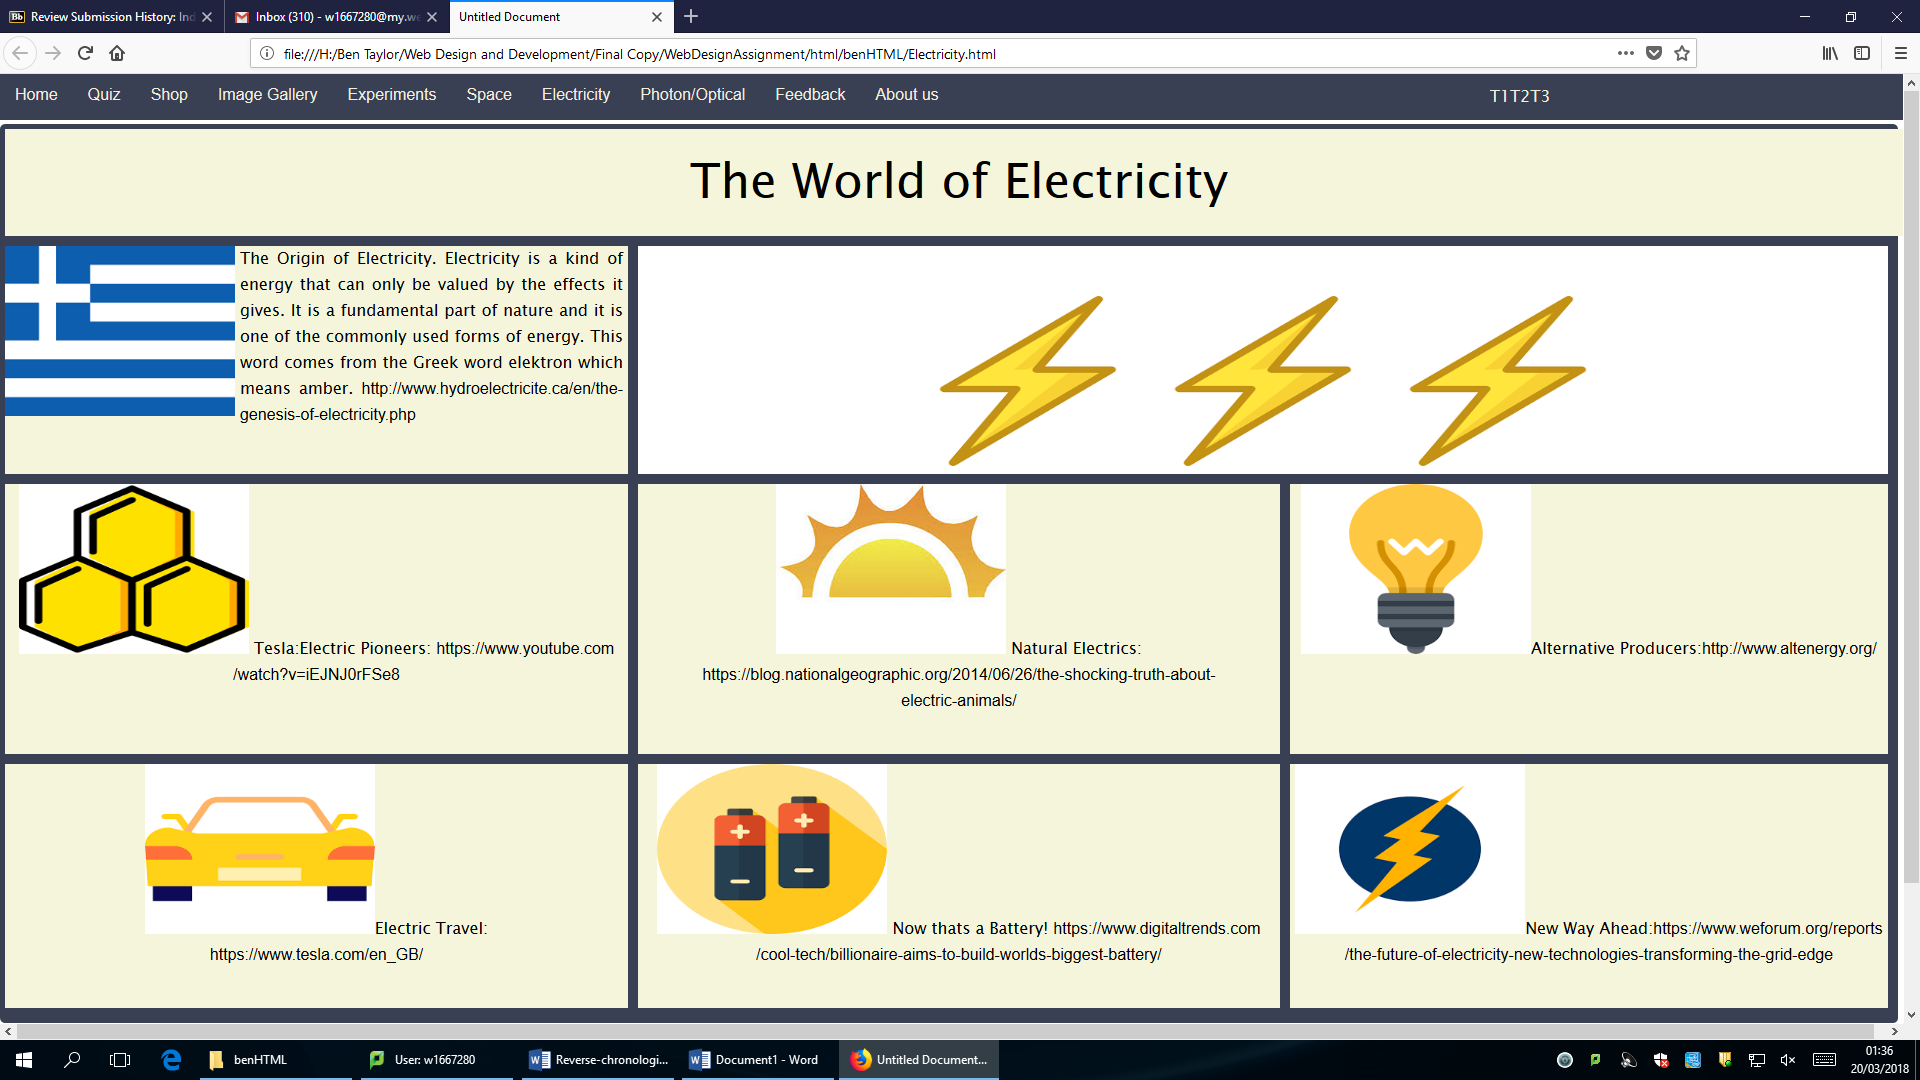 Review Submission History: Ind
Inbox (310) - w1667280@my.we
Untitled Document
file:///H:/Ben Taylor/Web Design and Development/Final Copy/WebDesignAssignment/html/benHTML/Electricity.html
Home Quiz Shop Image Gallery Experiments Space Electricity Photon/Optical Feedback About us T1T2T3
The World of Electricity
The Origin of Electricity. Electricity is a kind of
energy that can only be valued by the effects it
gives. It is a fundamental part of nature and it is
one of the commonly used forms of energy. This
word comes from the Greek word elektron which
means amber. http://www.hydroelectricite.ca/en/the-
genesis-of-electricity.php
Tesla:Electric Pioneers: https://www.youtube.com
/watch?v=iEJNJ0rFSe8
Natural Electrics:
https://blog.nationalgeographic.org/2014/06/26/the-shocking-truth-about-
electric-animals/
Alternative Producers:http://www.altenergy.org/
Electric Travel:
https://www.tesla.com/en_GB/
Now thats a Battery! https://www.digitaltrends.com
/cool-tech/billionaire-aims-to-build-worlds-biggest-battery/
New Way Ahead:https://www.weforum.org/reports
/the-future-of-electricity-new-technologies-transforming-the-grid-edge
benHTML
User: w1667280
Reverse-chronologi...
Document1 - Word
Untitled Document...
01:36
20/03/2018